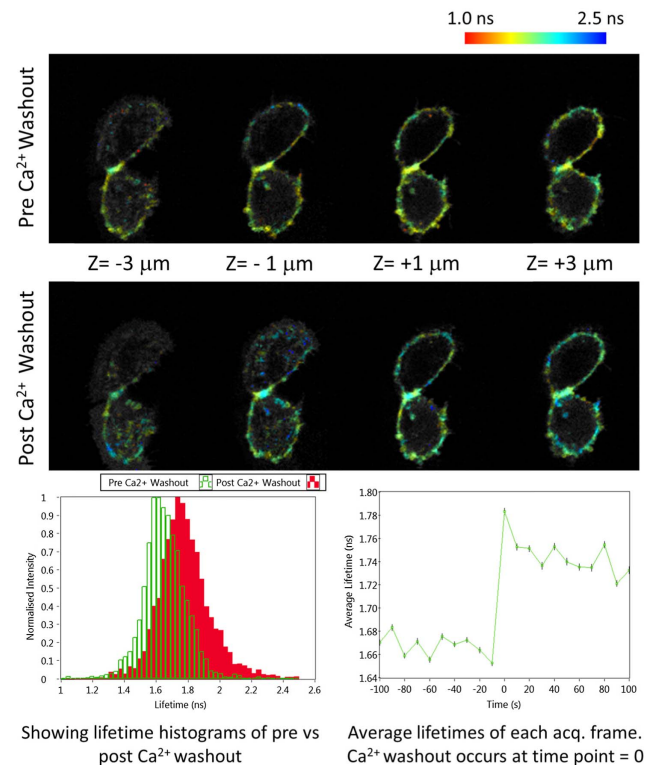 1.0 ns 2.5 ns
Pre Ca2+ Washout
Z= -3 µm Z= - 1 µm Z= +1 µm Z= +3 µm
Post Ca2+ Washout
Pre Ca2+ Washout Post Ca2+ Washout
Normalised Intensity
1
0.9
0.8
0.7
0.6
0.5
0.4
0.3
0.2
0.1
0
1 1.2 1.4 1.6 1.8 2 2.2 2.4 2.6
Lifetime (ns)
Average Lifetime (ns)
1.80
1.78
1.76
1.74
1.72
1.70
1.68
1.66
1.64
-100 -80 -60 -40 -20 0 20 40 60 80 100
Time (s)
Showing lifetime histograms of pre vs
post Ca2+ washout
Average lifetimes of each acq. frame.
Ca2+ washout occurs at time point = 0